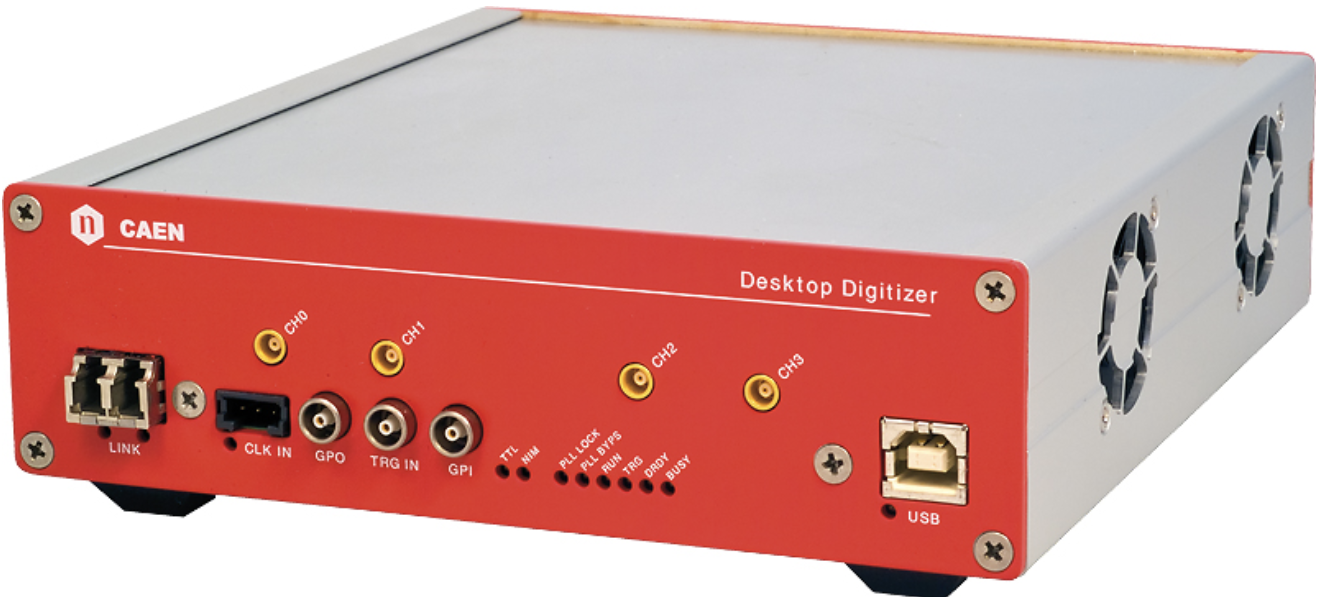 n CAEN
Desktop Digitizer
CH0
CH1
CH2
CH3
LINK
CLK IN
GPO
TRG IN
GPI
TTL
NIM
PLL LOCK
PLL BYPS
RUN
TRG
DRDY
BUSY
USB